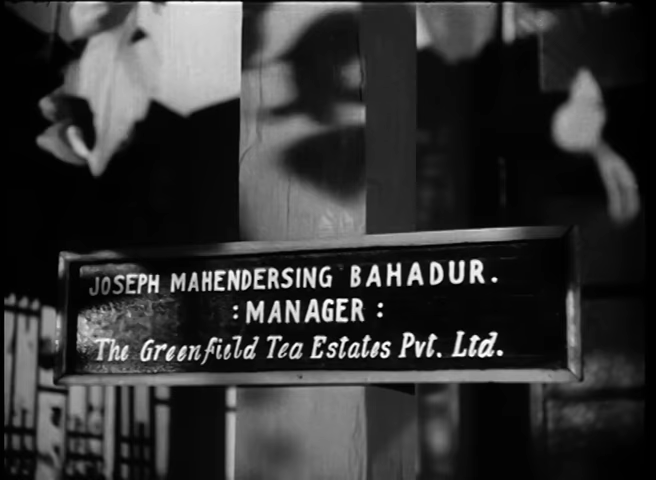 JOSEPH MAHENDERSING BAHADUR.
: MANAGER :
The Greenfield Tea Estates Pvt. Ltd.